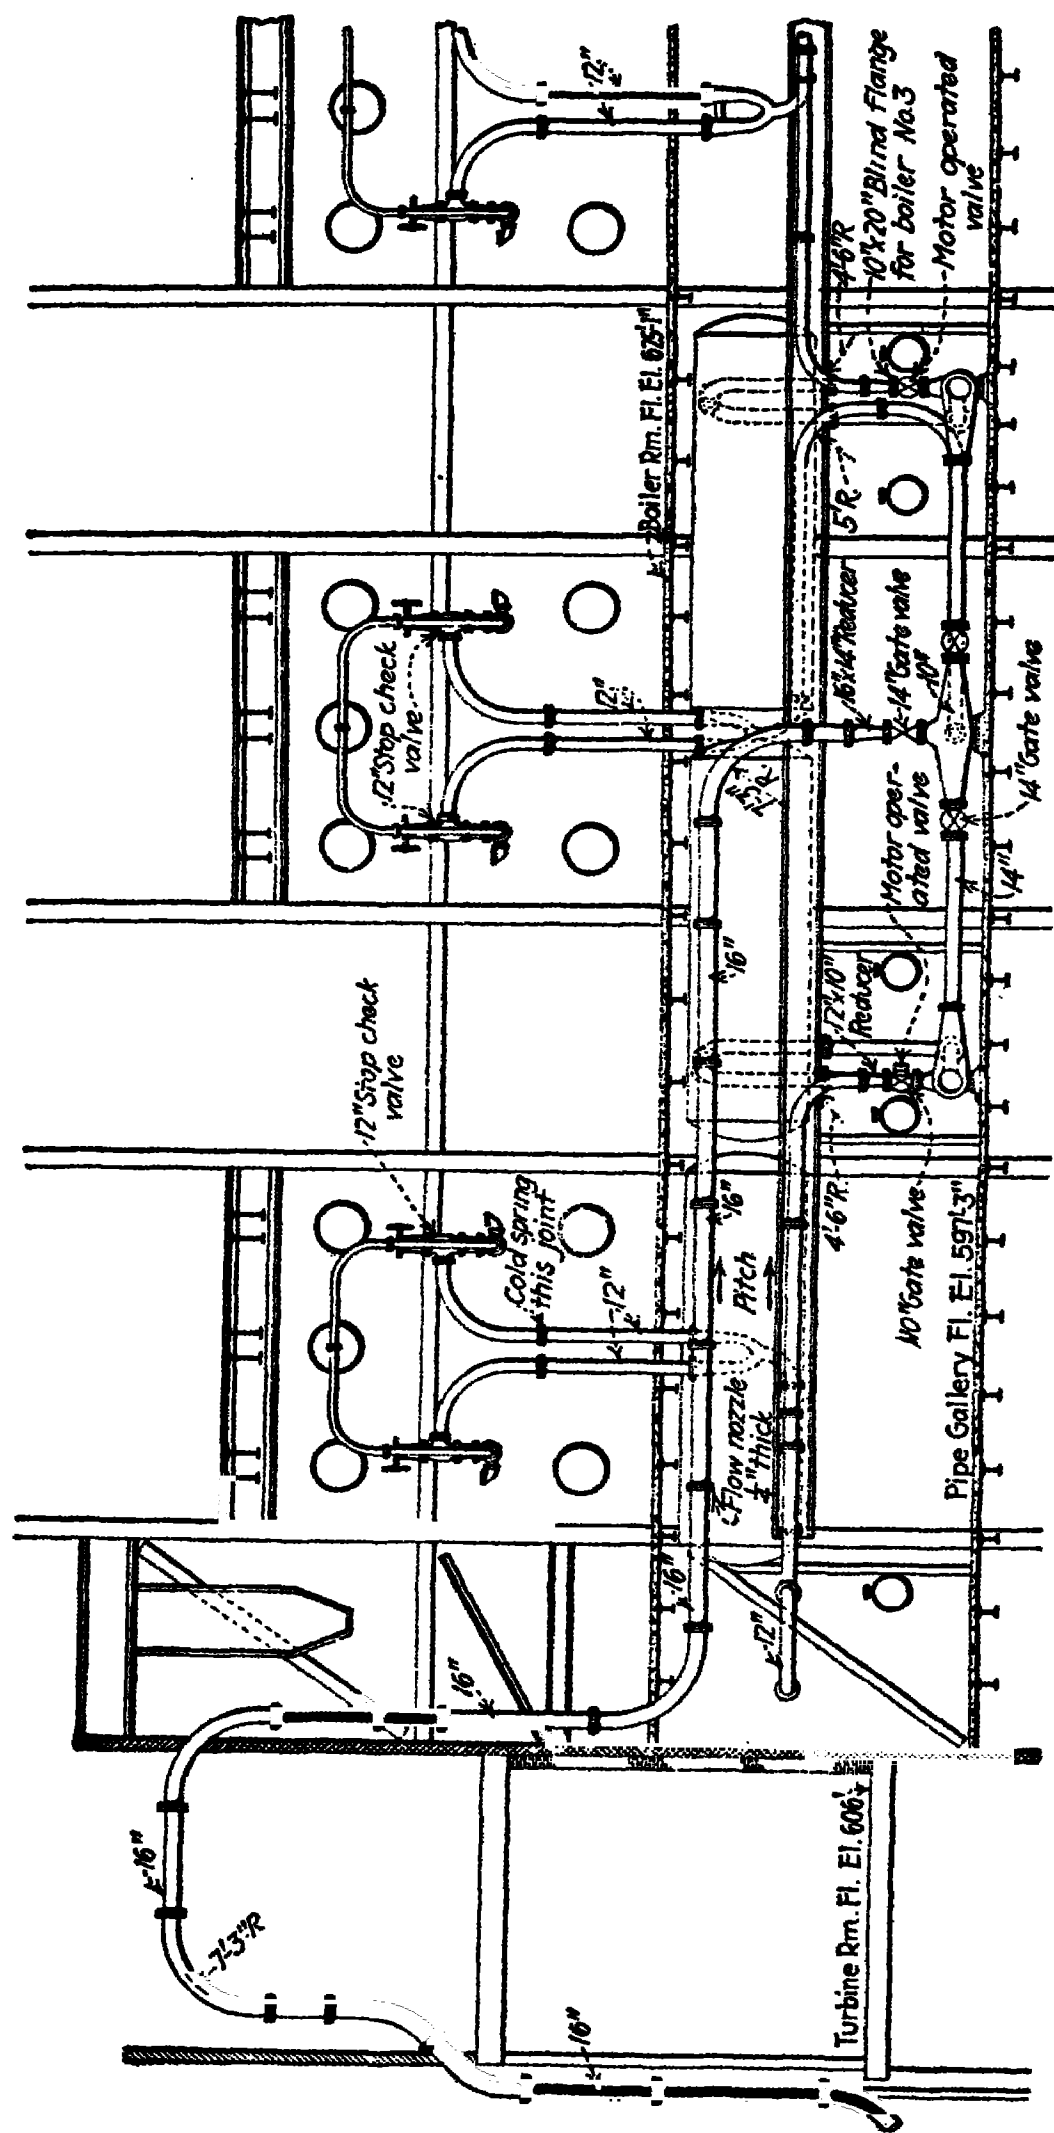 12"
4'-6"R
10"x20" Blind Flange
for boiler No.3
Motor operated
valve
Boiler Rm. Fl. El. 625'-1"
5'R.
12" Stop check
valve
12"
16"x14" Reducer
14" Gate valve
10"
14" Gate valve
Motor oper-
ated valve
14"
16"
12"x10"
Reducer
12" Stop check
valve
Cold spring
this joint
12"
16"
Pitch
4'-6"R.
10" Gate valve
Pipe Gallery Fl. El. 597'-3"
Flow nozzle
1/4" thick
16"
12"
16"
16"
7'-3"R
16"
Turbine Rm. Fl. El. 606'